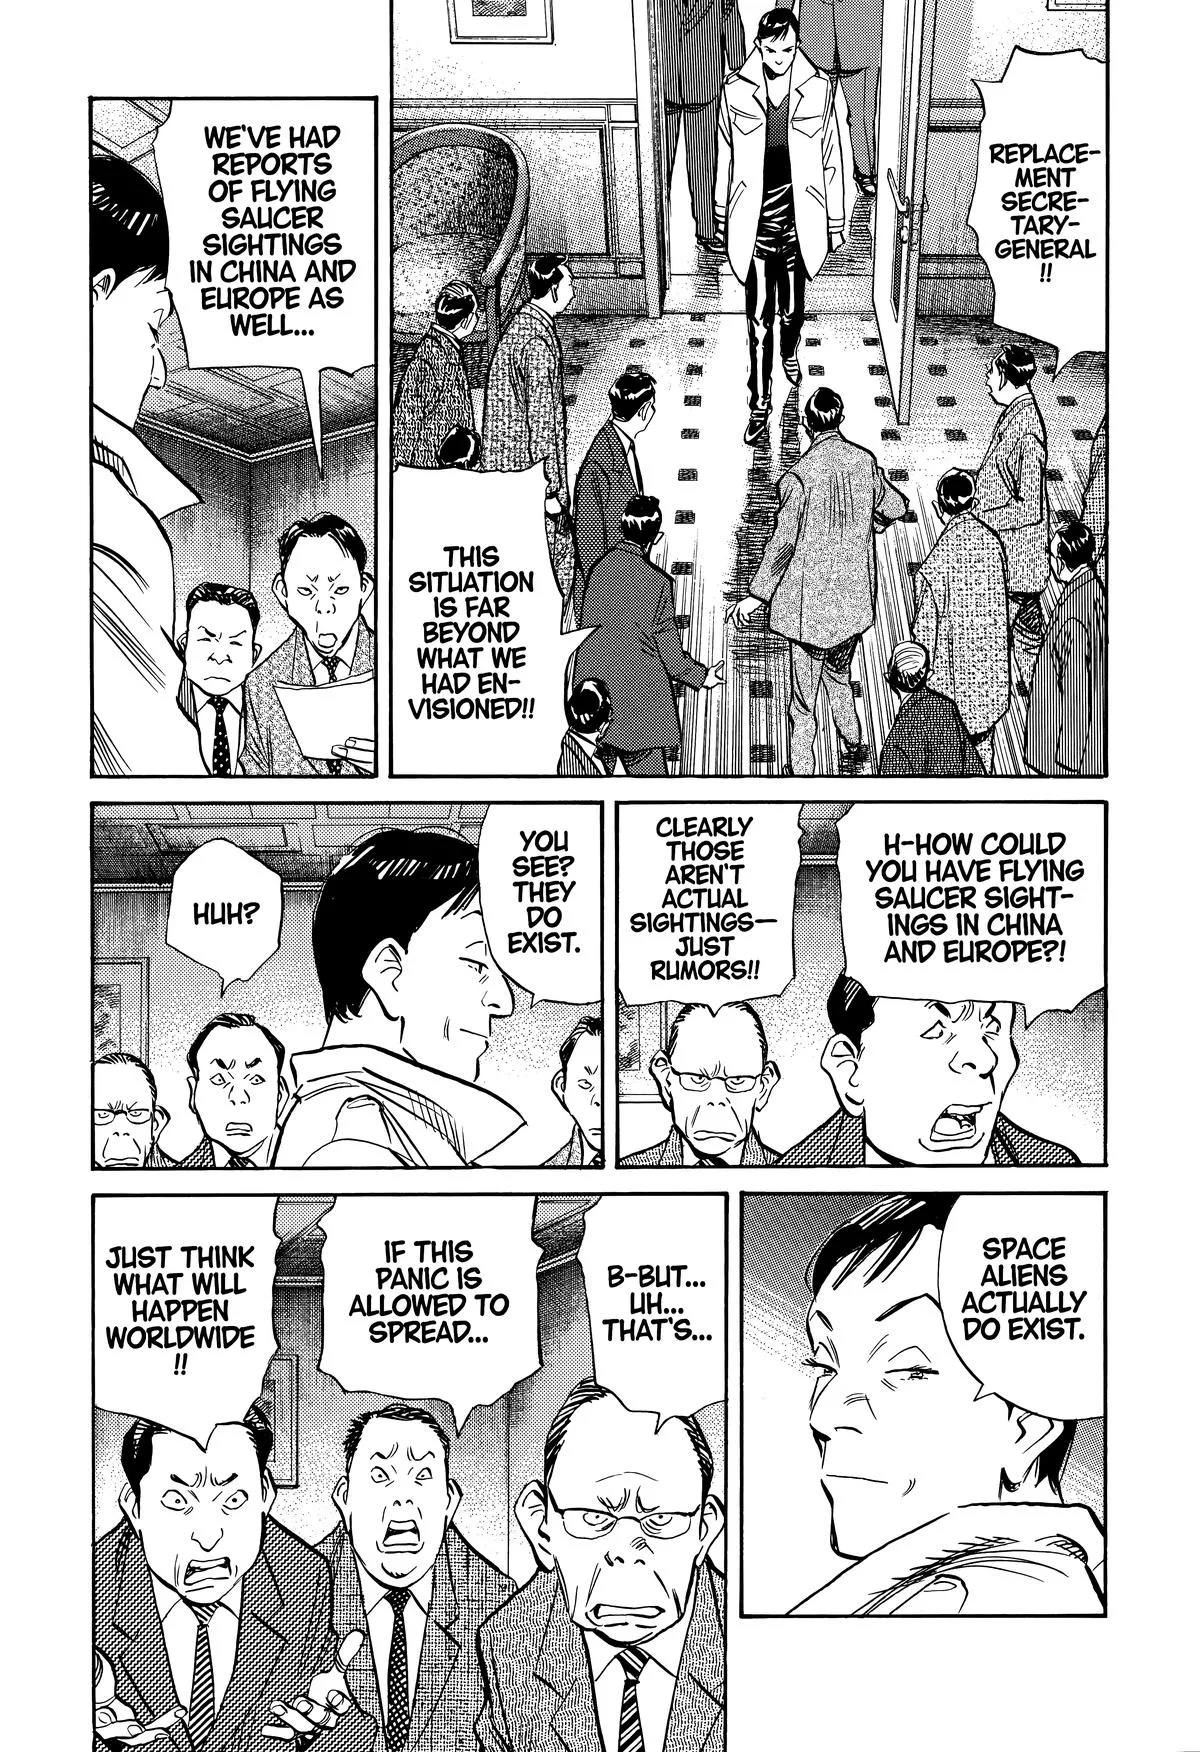 REPLACE-
MENT
SECRE-
TARY-
GENERAL
!!
THIS
SITUATION
IS FAR
BEYOND
WHAT WE
HAD EN-
VISIONED!!
WE'VE HAD
REPORTS
OF FLYING
SAUCER
SIGHTINGS
IN CHINA AND
EUROPE AS
WELL...
H-HOW COULD
YOU HAVE FLYING
SAUCER SIGHT-
INGS IN CHINA
AND EUROPE?!
CLEARLY
THOSE
AREN'T
ACTUAL
SIGHTINGS—
JUST
RUMORS!!
YOU
SEE?
THEY
DO
EXIST.
HUH?
SPACE
ALIENS
ACTUALLY
DO EXIST.
B-BUT...
UH...
THAT'S...
IF THIS
PANIC IS
ALLOWED TO
SPREAD...
JUST THINK
WHAT WILL
HAPPEN
WORLDWIDE
!!